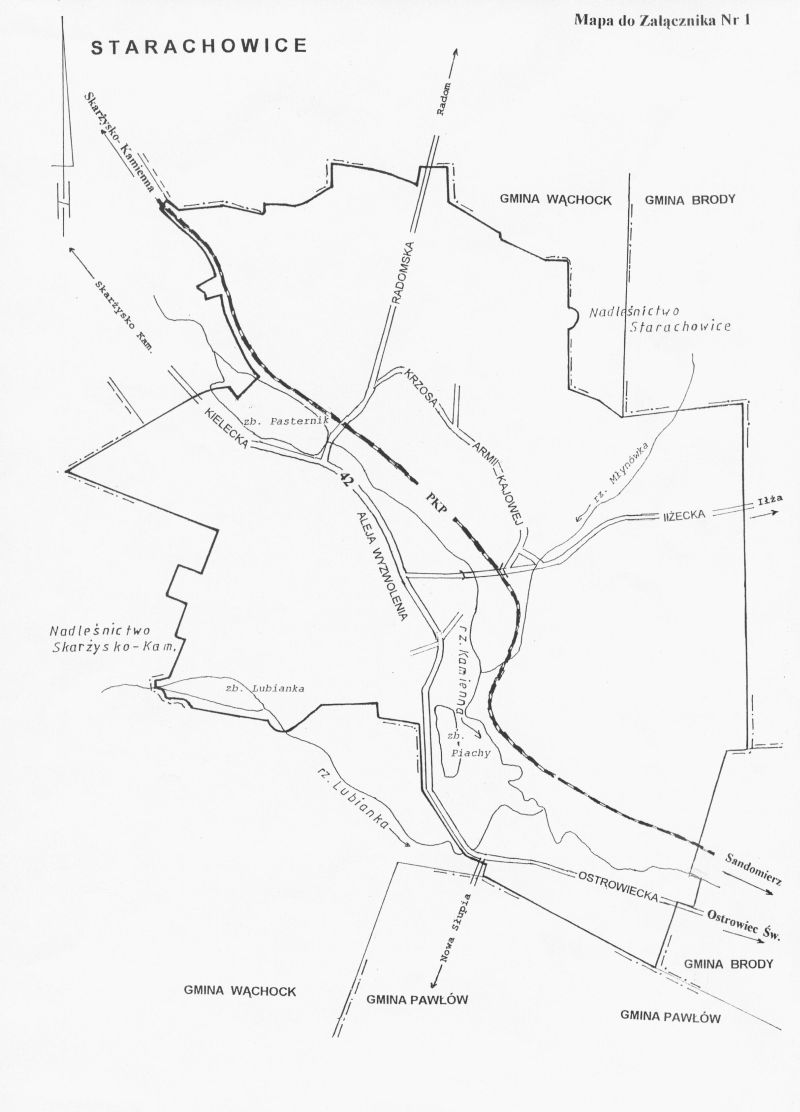 Mapa do Załącznika Nr 1
STARACHOWICE
Skarżysko-Kamienna
Radom
GMINA WĄCHOCK
GMINA BRODY
Skarżysko Kam.
RADOMSKA
Nadleśnictwo
Starachowice
KRZOSA
KIELECKA
zb. Pasternik
ARMII
KAJOWEJ
rz. Młynówka
42
PKP
Iłża
IIŻECKA
ALEJA WYZWOLENIA
Nadleśnictwo
Skarżysko-Kam.
rz. Kamienna
zb. Lubianka
zb.
Piachy
rz. Lubianka
Sandomierz
OSTROWIECKA
Nowa Słupia
Ostrowiec Św.
GMINA BRODY
GMINA WĄCHOCK
GMINA PAWŁÓW
GMINA PAWŁÓW